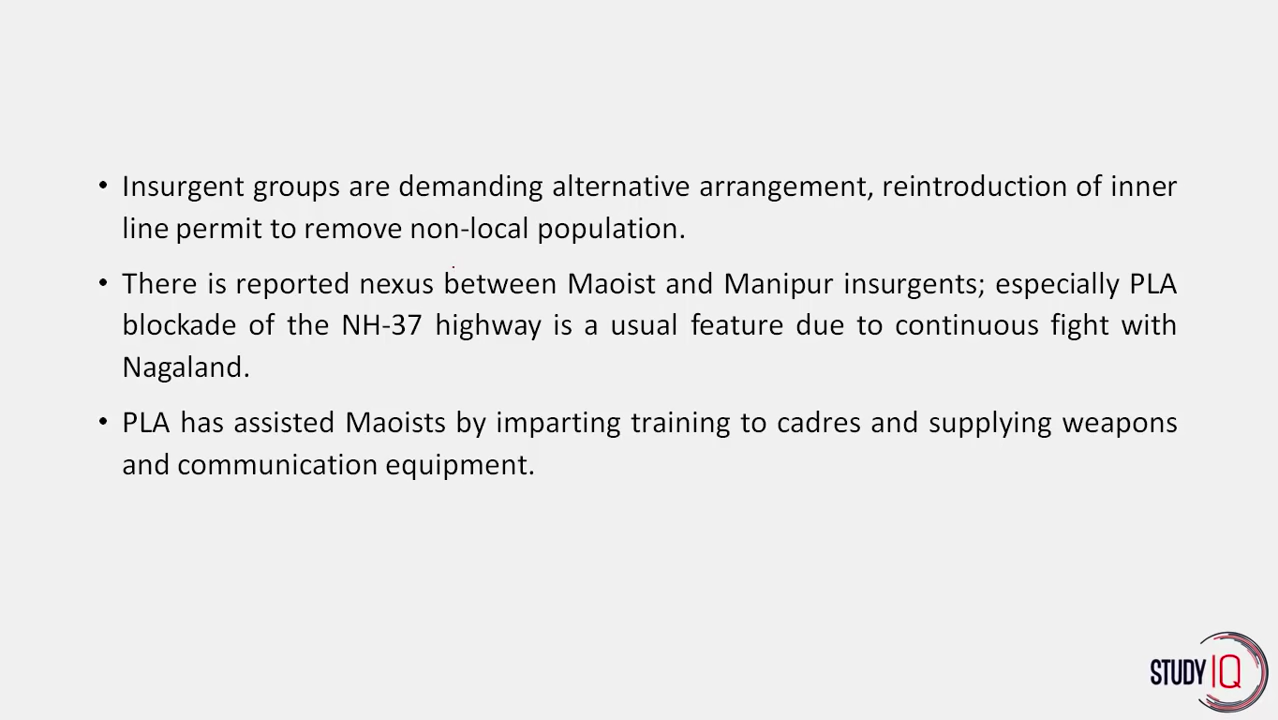 • Insurgent groups are demanding alternative arrangement, reintroduction of inner
line permit to remove non-local population.
• There is reported nexus between Maoist and Manipur insurgents; especially PLA
blockade of the NH-37 highway is a usual feature due to continuous fight with
Nagaland.
• PLA has assisted Maoists by imparting training to cadres and supplying weapons
and communication equipment.
STUDY IQ